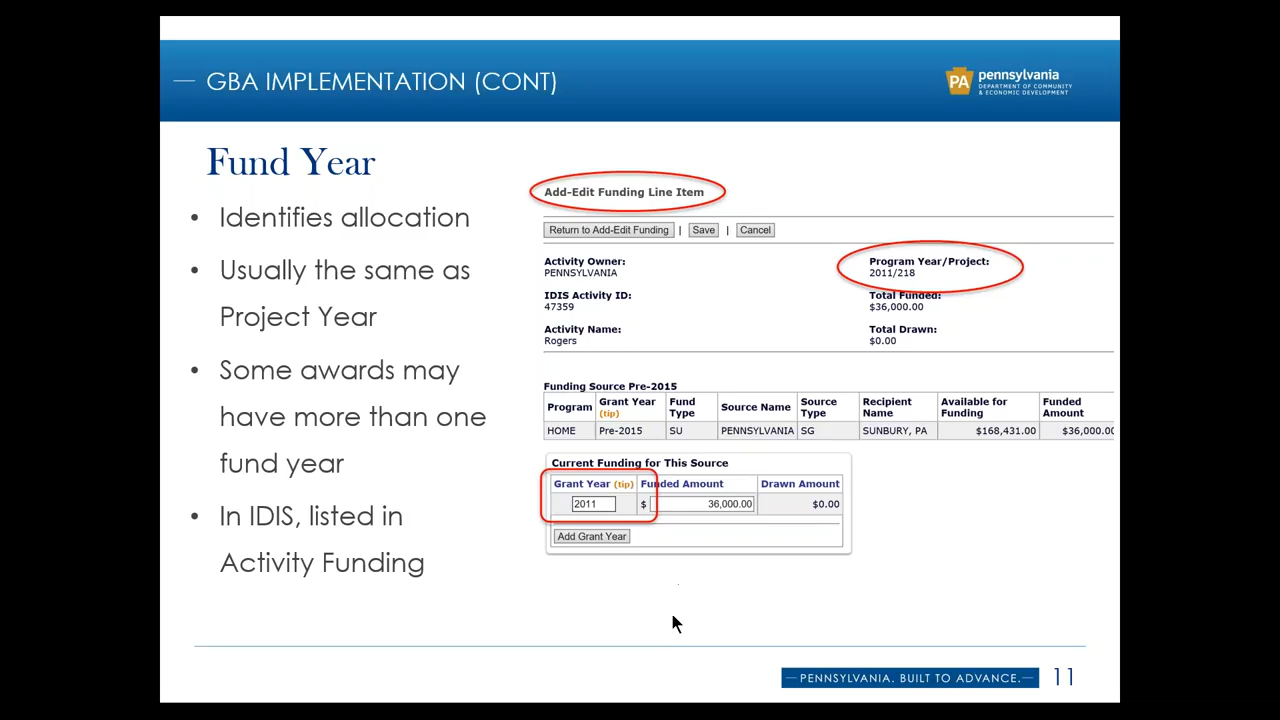 GBA IMPLEMENTATION (CONT)
PA
pennsylvania
DEPARTMENT OF COMMUNITY
& ECONOMIC DEVELOPMENT
Fund Year
• Identifies allocation
• Usually the same as
Project Year
• Some awards may
have more than one
fund year
• In IDIS, listed in
Activity Funding
Add-Edit Funding Line Item
Return to Add-Edit Funding | Save | Cancel
Activity Owner:
PENNSYLVANIA
Program Year/Project:
2011/218
IDIS Activity ID:
47359
Total Funded:
$36,000.00
Activity Name:
Rogers
Total Drawn:
$0.00
Funding Source Pre-2015
Program Grant Year (tip) Fund Type Source Name Source Type Recipient Name Available for Funding Funded Amount
HOME Pre-2015 SU PENNSYLVANIA SG SUNBURY, PA $168,431.00 $36,000.00
Current Funding for This Source
Grant Year (tip) Funded Amount Drawn Amount
2011 $ 36,000.00 $0.00
Add Grant Year
PENNSYLVANIA. BUILT TO ADVANCE.
11